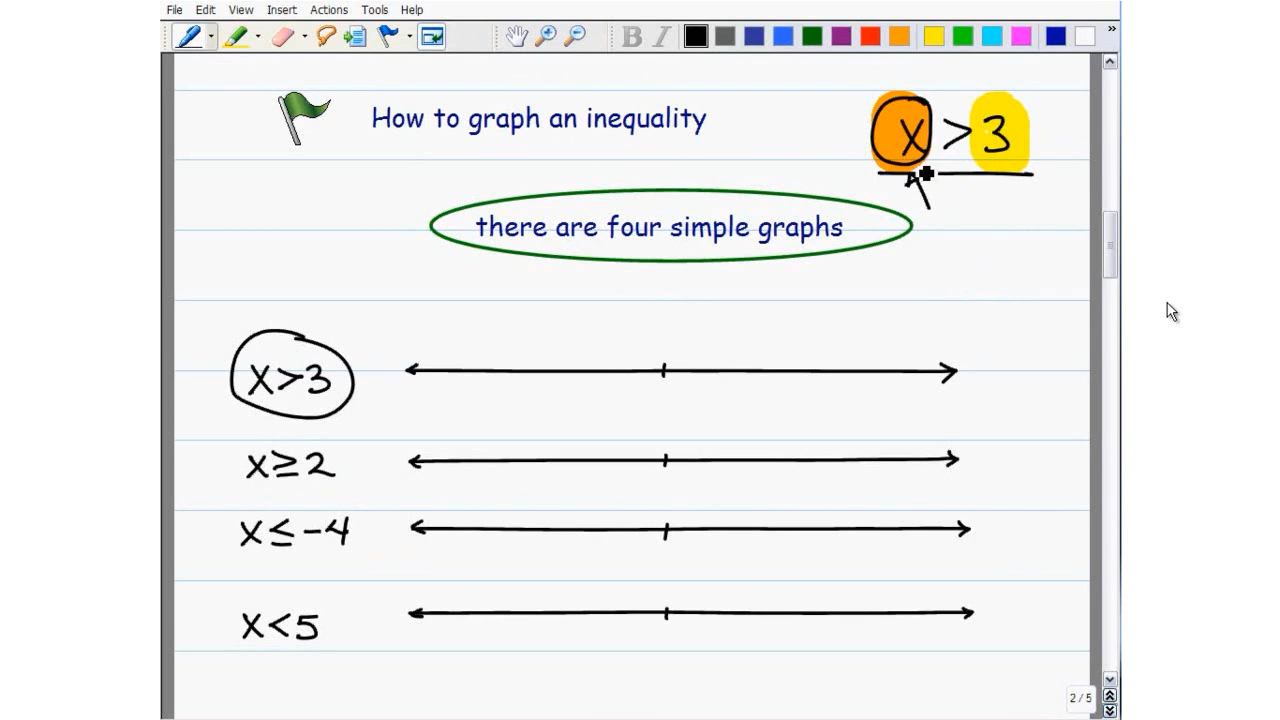 File Edit View Insert Actions Tools Help
B I »
How to graph an inequality
x > 3
there are four simple graphs
x>3
x≥2
x≤-4
x<5
2/5